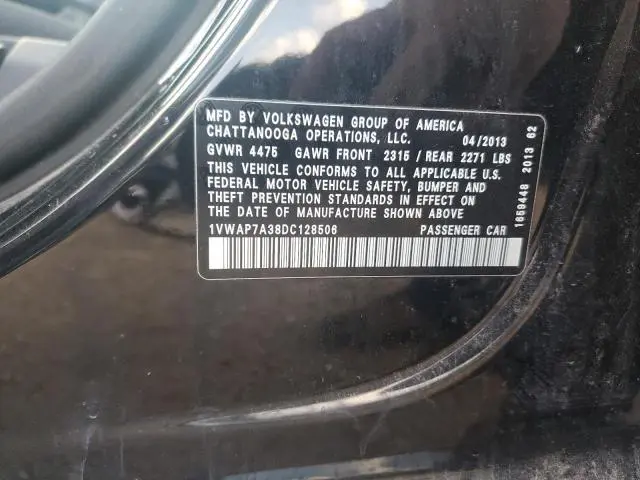 MFD BY VOLKSWAGEN GROUP OF AMERICA
CHATTANOOGA OPERATIONS, LLC. 04/2013
GVWR 4475 GAWR FRONT 2315 / REAR 2271 LBS
THIS VEHICLE CONFORMS TO ALL APPLICABLE U.S.
FEDERAL MOTOR VEHICLE SAFETY, BUMPER AND
THEFT PREVENTION STANDARDS IN EFFECT ON
THE DATE OF MANUFACTURE SHOWN ABOVE
1VWAP7A38DC128506 PASSENGER CAR
1659448 2013 62